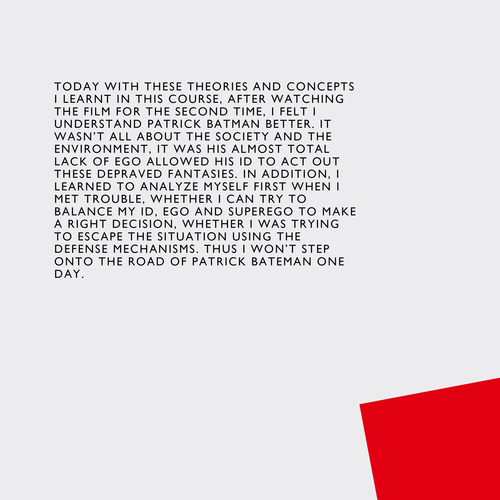 TODAY WITH THESE THEORIES AND CONCEPTS
I LEARNT IN THIS COURSE, AFTER WATCHING
THE FILM FOR THE SECOND TIME, I FELT I
UNDERSTAND PATRICK BATMAN BETTER. IT
WASN'T ALL ABOUT THE SOCIETY AND THE
ENVIRONMENT, IT WAS HIS ALMOST TOTAL
LACK OF EGO ALLOWED HIS ID TO ACT OUT
THESE DEPRAVED FANTASIES. IN ADDITION, I
LEARNED TO ANALYZE MYSELF FIRST WHEN I
MET TROUBLE, WHETHER I CAN TRY TO
BALANCE MY ID, EGO AND SUPEREGO TO MAKE
A RIGHT DECISION, WHETHER I WAS TRYING
TO ESCAPE THE SITUATION USING THE
DEFENSE MECHANISMS. THUS I WON'T STEP
ONTO THE ROAD OF PATRICK BATEMAN ONE
DAY.